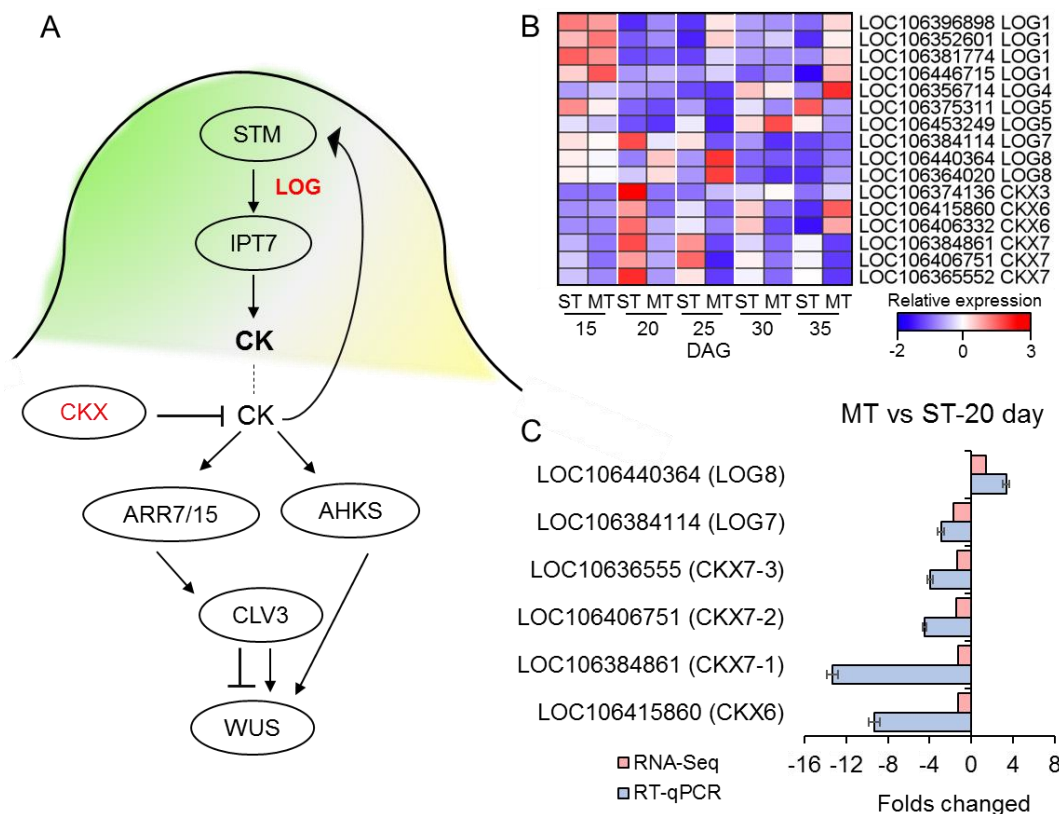 A
STM
LOG
IPT7
CK
CKX
CK
ARR7/15
AHKS
CLV3
WUS
B
LOC106396898 LOG1
LOC106352601 LOG1
LOC106381774 LOG1
LOC106446715 LOG1
LOC106356714 LOG4
LOC106375311 LOG5
LOC106453249 LOG5
LOC106384114 LOG7
LOC106440364 LOG8
LOC106364020 LOG8
LOC106374136 CKX3
LOC106415860 CKX6
LOC106406332 CKX6
LOC106384861 CKX7
LOC106406751 CKX7
LOC106365552 CKX7
ST MT ST MT ST MT ST MT ST MT
15 20 25 30 35
DAG
Relative expression
-2 0 3
C
MT vs ST-20 day
LOC106440364 (LOG8)
LOC106384114 (LOG7)
LOC10636555 (CKX7-3)
LOC106406751 (CKX7-2)
LOC106384861 (CKX7-1)
LOC106415860 (CKX6)
RNA-Seq
RT-qPCR
-16 -12 -8 -4 0 4 8
Folds changed